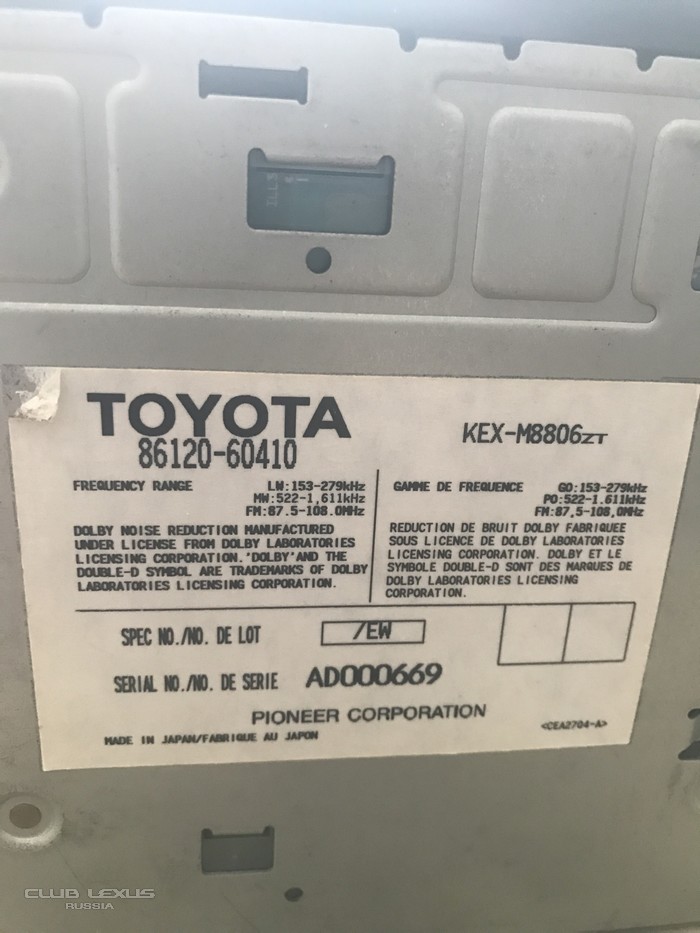 TOYOTA
86120-60410
KEX-M8806ZT
FREQUENCY RANGE LW:153-279kHz
MW:522-1,611kHz
FM:87.5-108.0MHz
DOLBY NOISE REDUCTION MANUFACTURED
UNDER LICENSE FROM DOLBY LABORATORIES
LICENSING CORPORATION. 'DOLBY' AND THE
DOUBLE-D SYMBOL ARE TRADEMARKS OF DOLBY
LABORATORIES LICENSING CORPORATION.
GAMME DE FREQUENCE GO:153-279kHz
PO:522-1.611kHz
FM:87,5-108,0MHz
REDUCTION DE BRUIT DOLBY FABRIQUEE
SOUS LICENCE DE DOLBY LABORATORIES
LICENSING CORPORATION. DOLBY ET LE
SYMBOLE DOUBLE-D SONT DES MARQUES DE
DOLBY LABORATORIES LICENSING
CORPORATION.
SPEC NO./NO. DE LOT /EW
SERIAL NO./NO. DE SERIE AD000669
PIONEER CORPORATION
MADE IN JAPAN/FABRIQUE AU JAPON
<CEA2704-A>
CLUB LEXUS
RUSSIA